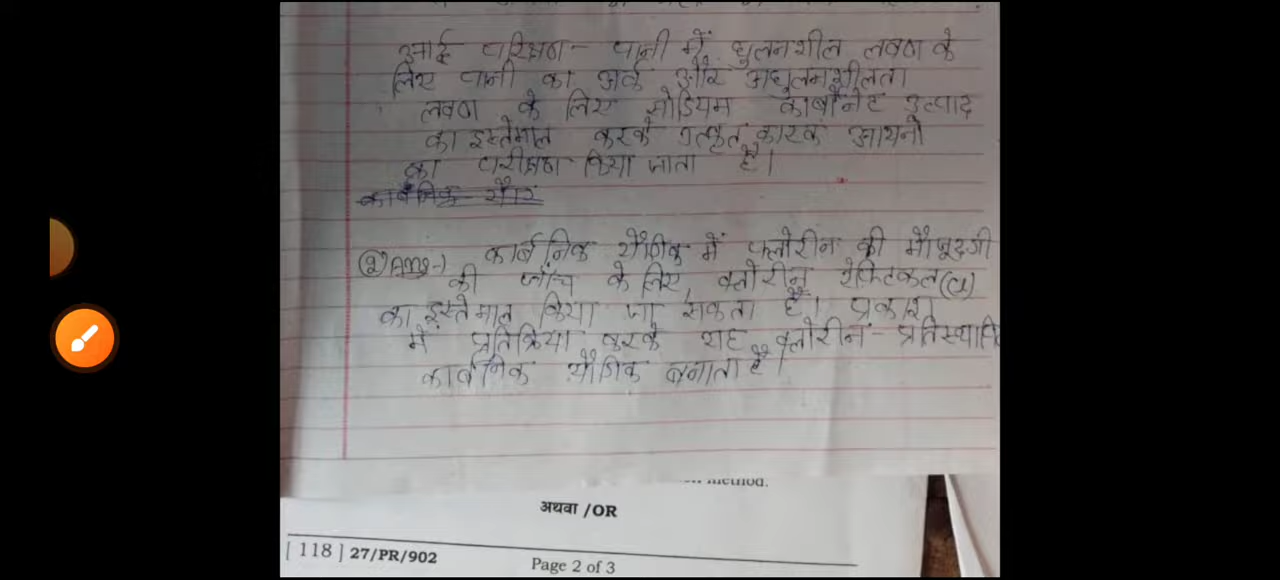 आर्द्र परिक्षण - पानी में घुलनशील लवण के
लिए पानी का अर्क और अघुलनशीलता
लवण के लिए सोडियम कार्बोनेट उत्पाद
का इस्तेमाल करके कारक आयनो
का परीक्षण किया जाता है।
(2) Ans -) कार्बनिक यौगिक में क्लोरीन की मौजूदगी
की जाँच के लिए, क्लोरीन रेडिकल (Cl)
का इस्तेमाल किया जा सकता है। प्रकाश
में प्रतिक्रिया करके यह क्लोरीन - प्रतिस्थापि
कार्बनिक यौगिक बनाता है।
method.
अथवा /OR
[ 118 ] 27/PR/902
Page 2 of 3